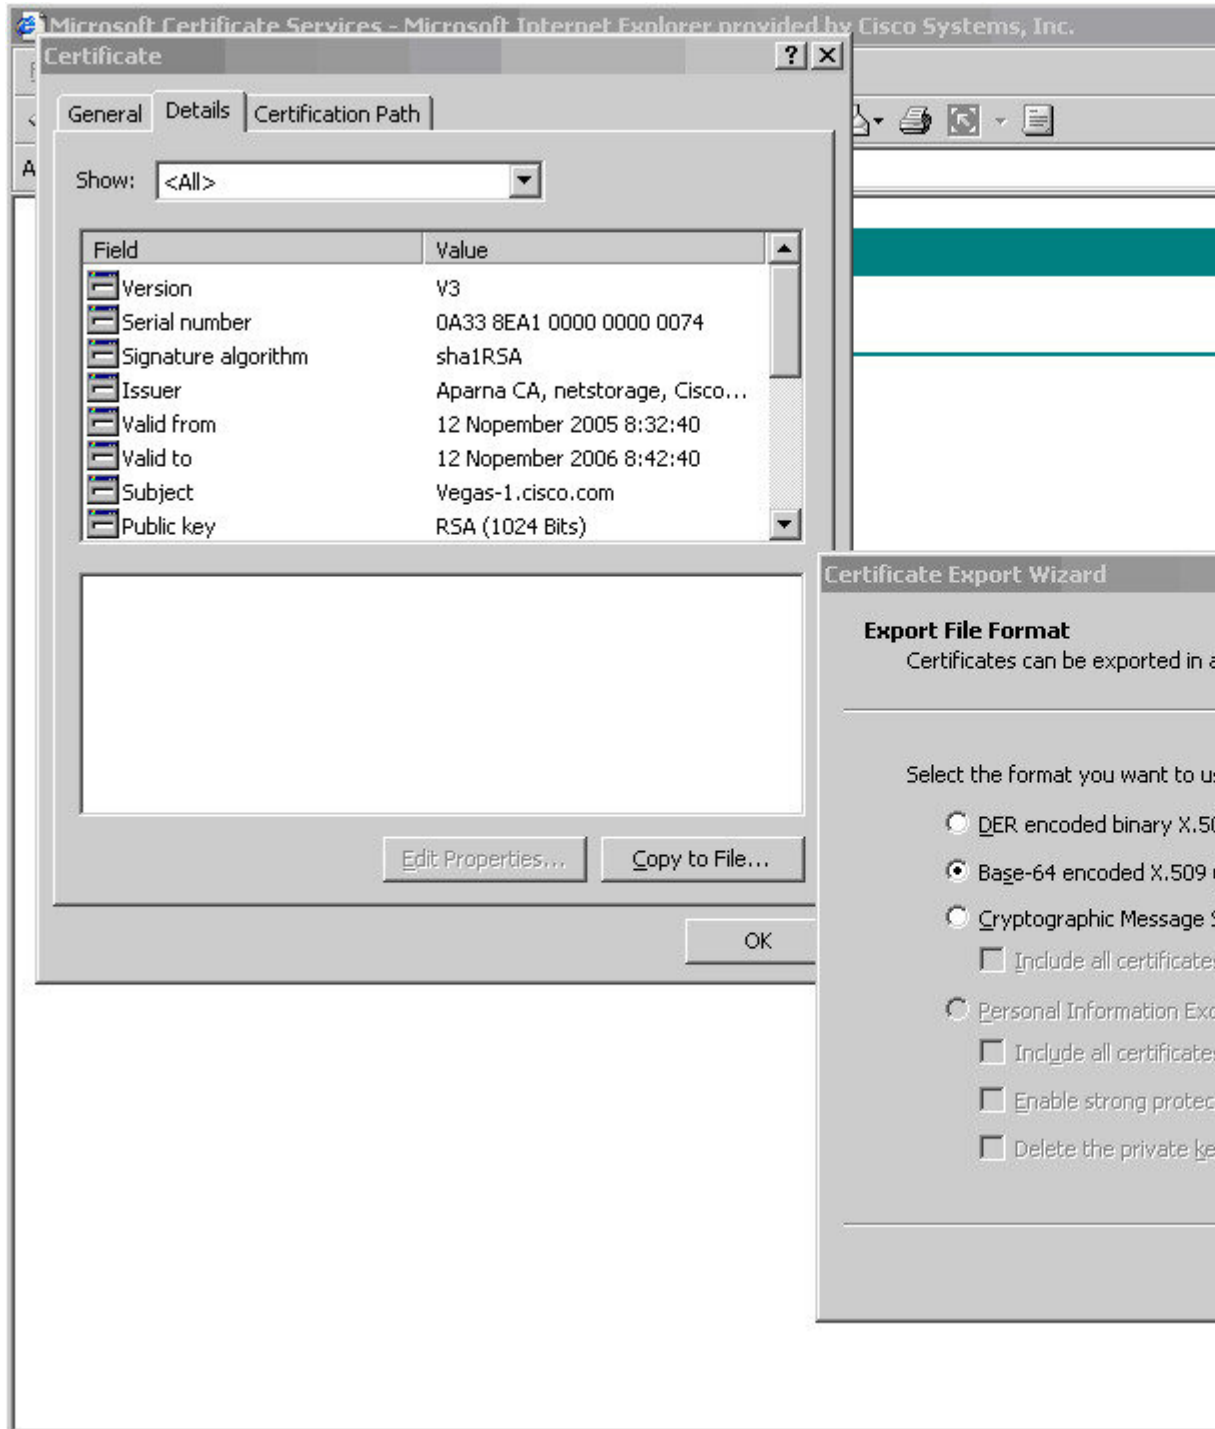 Microsoft Certificate Services - Microsoft Internet Explorer provided by Cisco Systems, Inc.
Certificate
General Details Certification Path
A
Show: <All>
Field Value
Version V3
Serial number 0A33 8EA1 0000 0000 0074
Signature algorithm sha1RSA
Issuer Aparna CA, netstorage, Cisco...
Valid from 12 Nopember 2005 8:32:40
Valid to 12 Nopember 2006 8:42:40
Subject Vegas-1.cisco.com
Public key RSA (1024 Bits)
Edit Properties... Copy to File...
OK
Certificate Export Wizard
Export File Format
Certificates can be exported in a
Select the format you want to us
DER encoded binary X.50
Base-64 encoded X.509
Cryptographic Message S
Include all certificates
Personal Information Exc
Include all certificates
Enable strong protec
Delete the private ke